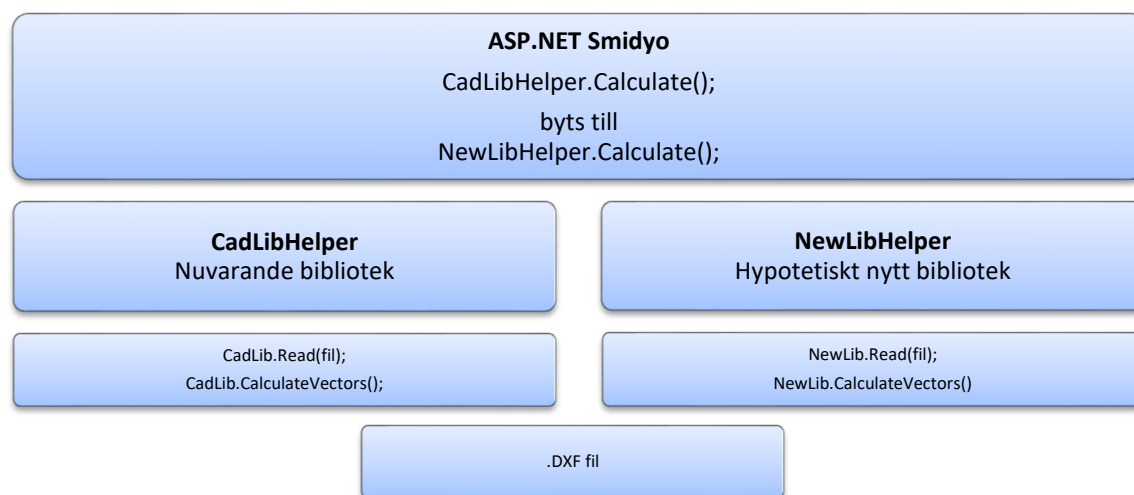 ASP.NET Smidyo
CadLibHelper.Calculate();
byts till
NewLibHelper.Calculate();
CadLibHelper
Nuvarande bibliotek
NewLibHelper
Hypotetiskt nytt bibliotek
CadLib.Read(fil);
CadLib.CalculateVectors();
NewLib.Read(fil);
NewLib.CalculateVectors()
.DXF fil